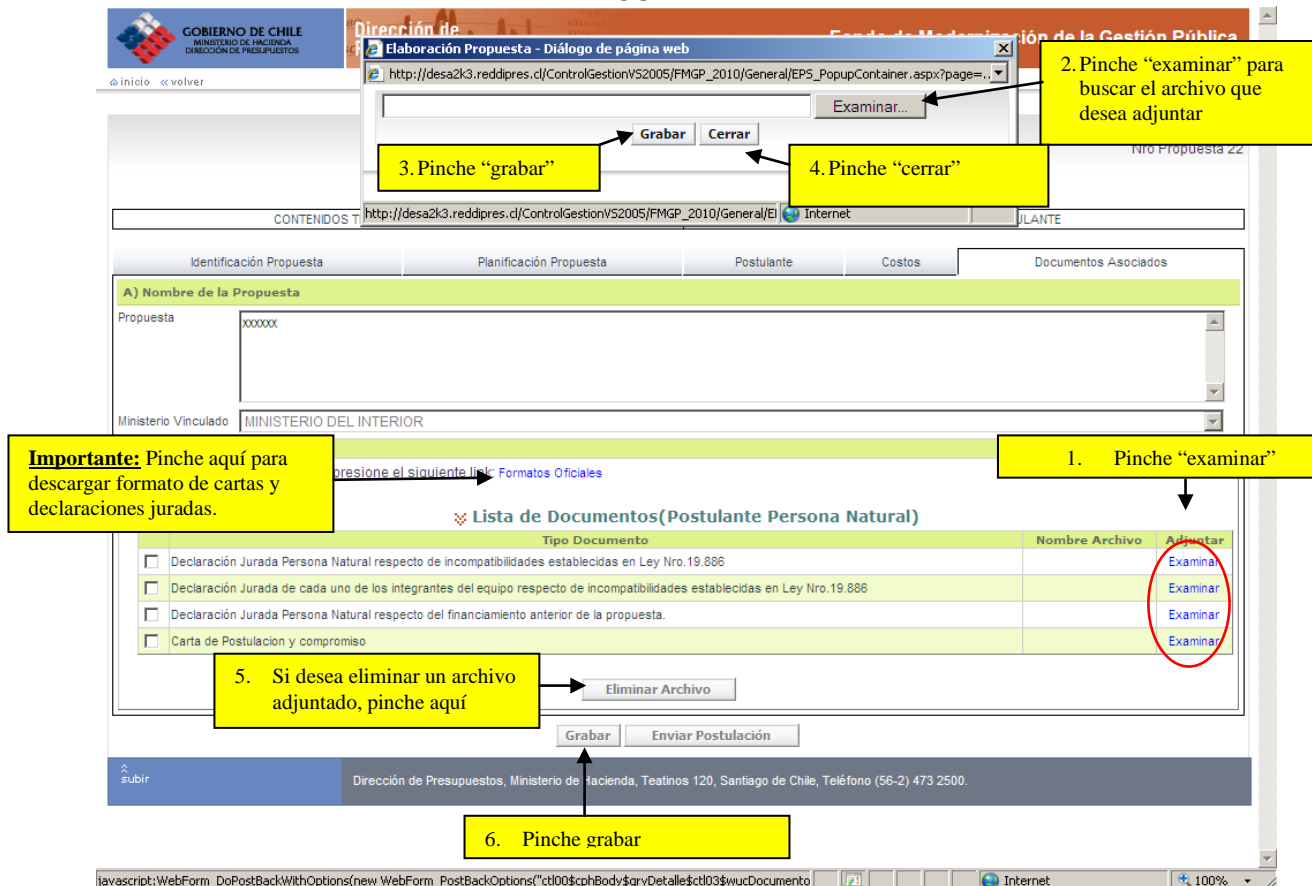 GOBIERNO DE CHILE
MINISTERIO DE HACIENDA
DIRECCIÓN DE PRESUPUESTOS
Dirección de
Fondo de Modernización de la Gestión Pública
inicio «volver
Elaboración Propuesta - Diálogo de página web
http://desa2k3.reddipres.cl/ControlGestionVS2005/FMGP_2010/General/EPS_PopupContainer.aspx?page=...
Examinar...
Grabar Cerrar
2. Pinche “examinar” para
buscar el archivo que
desea adjuntar
3. Pinche “grabar”
4. Pinche “cerrar”
Nro Propuesta 22
http://desa2k3.reddipres.cl/ControlGestionVS2005/FMGP_2010/General/El Internet
CONTENIDOS T
ULANTE
Identificación Propuesta Planificación Propuesta Postulante Costos Documentos Asociados
A) Nombre de la Propuesta
Propuesta xxxxxx
Ministerio Vinculado MINISTERIO DEL INTERIOR
Importante: Pinche aquí para
descargar formato de cartas y
declaraciones juradas.
presione el siguiente link: Formatos Oficiales
1. Pinche “examinar”
Lista de Documentos(Postulante Persona Natural)
Tipo Documento Nombre Archivo Adjuntar
Declaración Jurada Persona Natural respecto de incompatibilidades establecidas en Ley Nro.19.886 Examinar
Declaración Jurada de cada uno de los integrantes del equipo respecto de incompatibilidades establecidas en Ley Nro.19.886 Examinar
Declaración Jurada Persona Natural respecto del financiamiento anterior de la propuesta. Examinar
Carta de Postulacion y compromiso Examinar
5. Si desea eliminar un archivo
adjuntado, pinche aquí
Eliminar Archivo
Grabar Enviar Postulación
subir
Dirección de Presupuestos, Ministerio de Hacienda, Teatinos 120, Santiago de Chile, Teléfono (56-2) 473 2500.
6. Pinche grabar
javascript:WebForm_DoPostBackWithOptions(new WebForm_PostBackOptions("ctl00$cphBody$grvDetalle$ctl03$wucDocumento Internet 100%